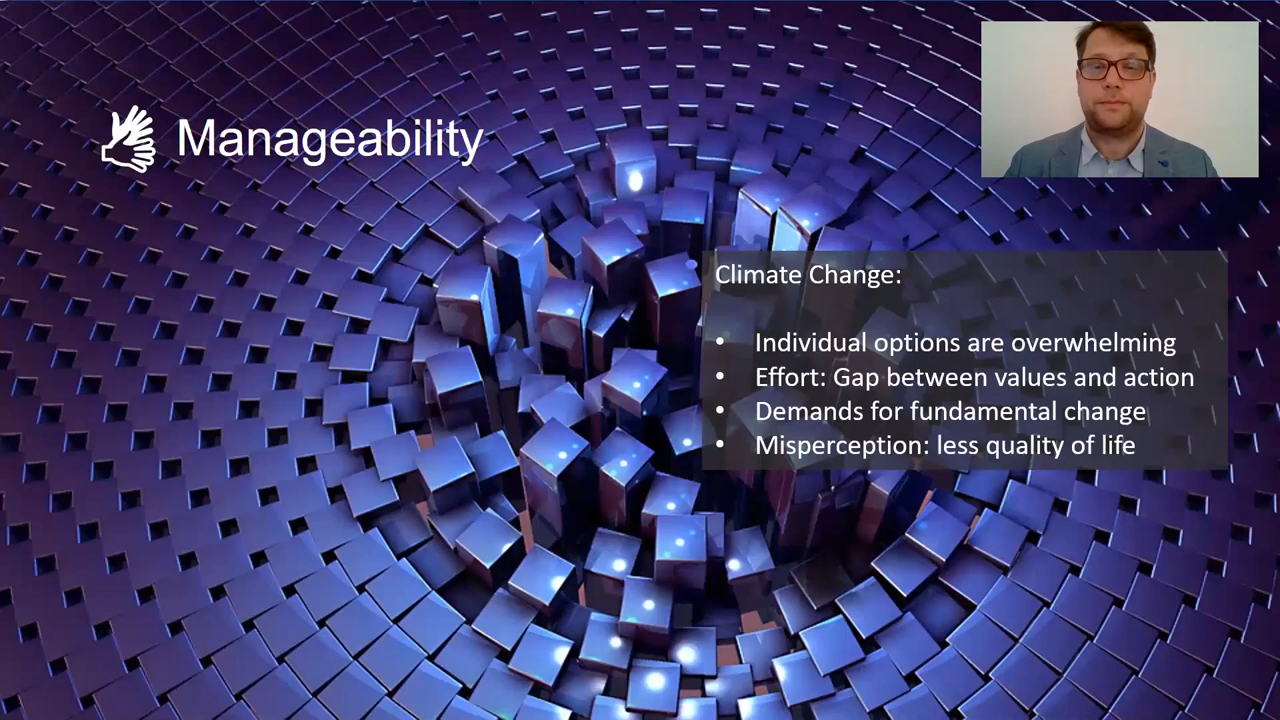 Manageability
Climate Change:
• Individual options are overwhelming
• Effort: Gap between values and action
• Demands for fundamental change
• Misperception: less quality of life